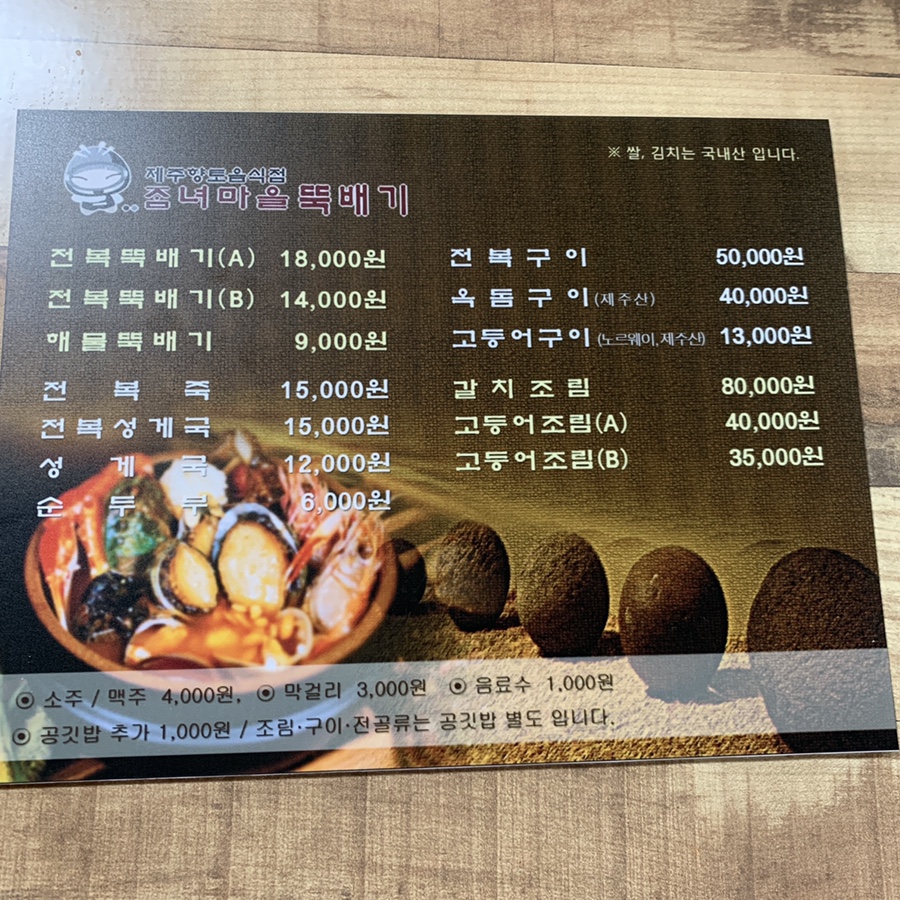 ※ 쌀, 김치는 국내산 입니다.
제주향토음식점
좀녀마을뚝배기
전복뚝배기(A) 18,000원
전복뚝배기(B) 14,000원
해물뚝배기 9,000원
전복죽 15,000원
전복성게국 15,000원
성게국 12,000원
순두부 6,000원
전복구이 50,000원
옥돔구이(제주산) 40,000원
고등어구이(노르웨이,제주산) 13,000원
갈치조림 80,000원
고등어조림(A) 40,000원
고등어조림(B) 35,000원
◉ 소주 / 맥주 4,000원, ◉ 막걸리 3,000원 ◉ 음료수 1,000원
◉ 공깃밥 추가 1,000원 / 조림·구이·전골류는 공깃밥 별도 입니다.